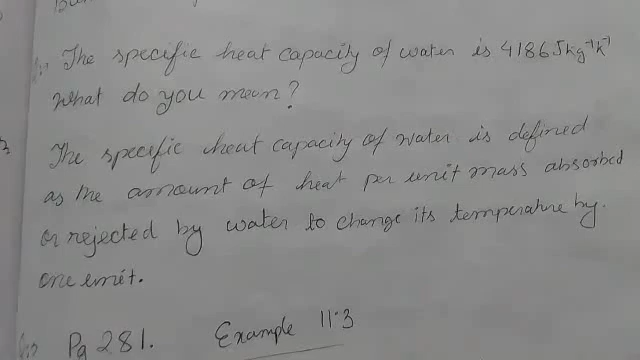 The specific heat capacity of water is 4186 J kg⁻¹ K⁻¹
What do you mean?
The specific heat capacity of water is defined
as the amount of heat per unit mass absorbed
or rejected by water to change its temperature by.
one unit.
Pg 281. Example 11.3